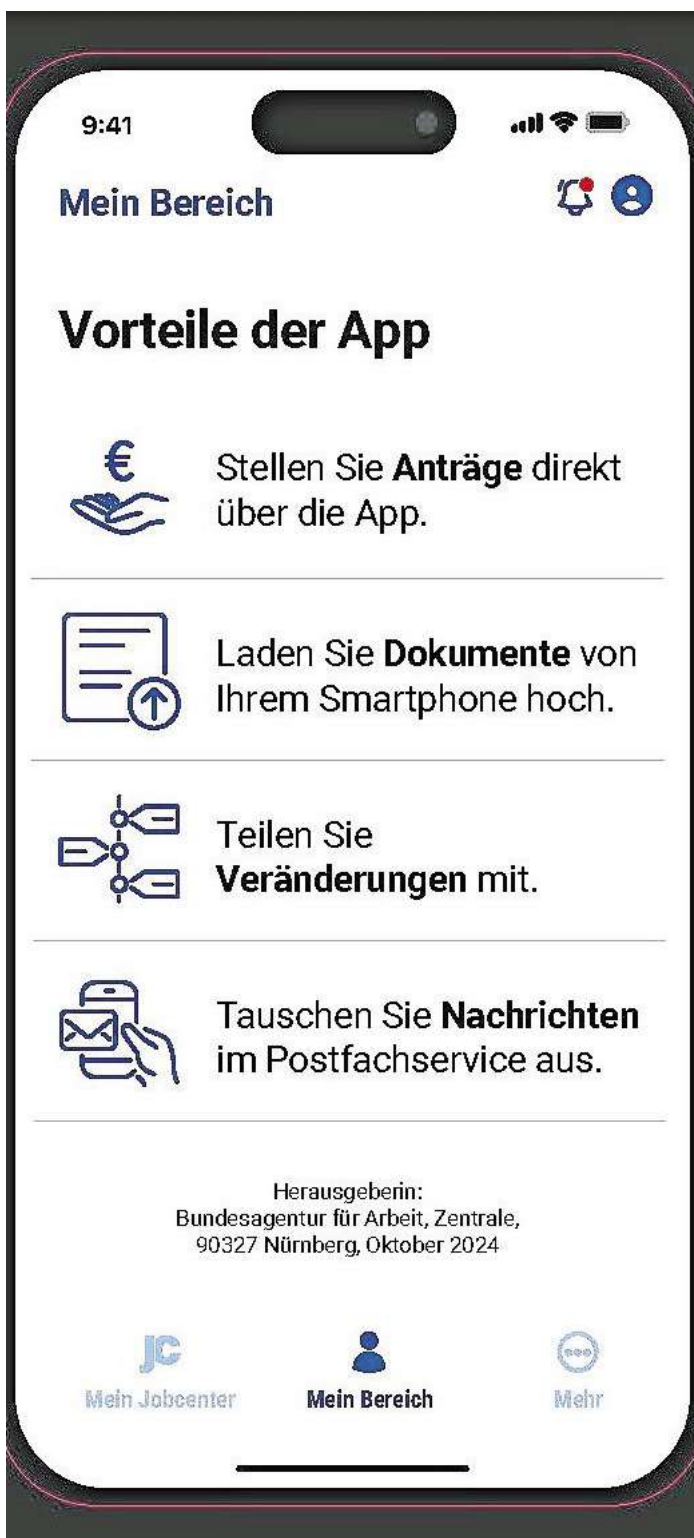 9:41
Mein Bereich
Vorteile der App
€
Stellen Sie Anträge direkt
über die App.
Laden Sie Dokumente von
Ihrem Smartphone hoch.
Teilen Sie
Veränderungen mit.
Tauschen Sie Nachrichten
im Postfachservice aus.
Herausgeberin:
Bundesagentur für Arbeit, Zentrale,
90327 Nürnberg, Oktober 2024
JC
Mein Jobcenter
Mein Bereich
Mehr